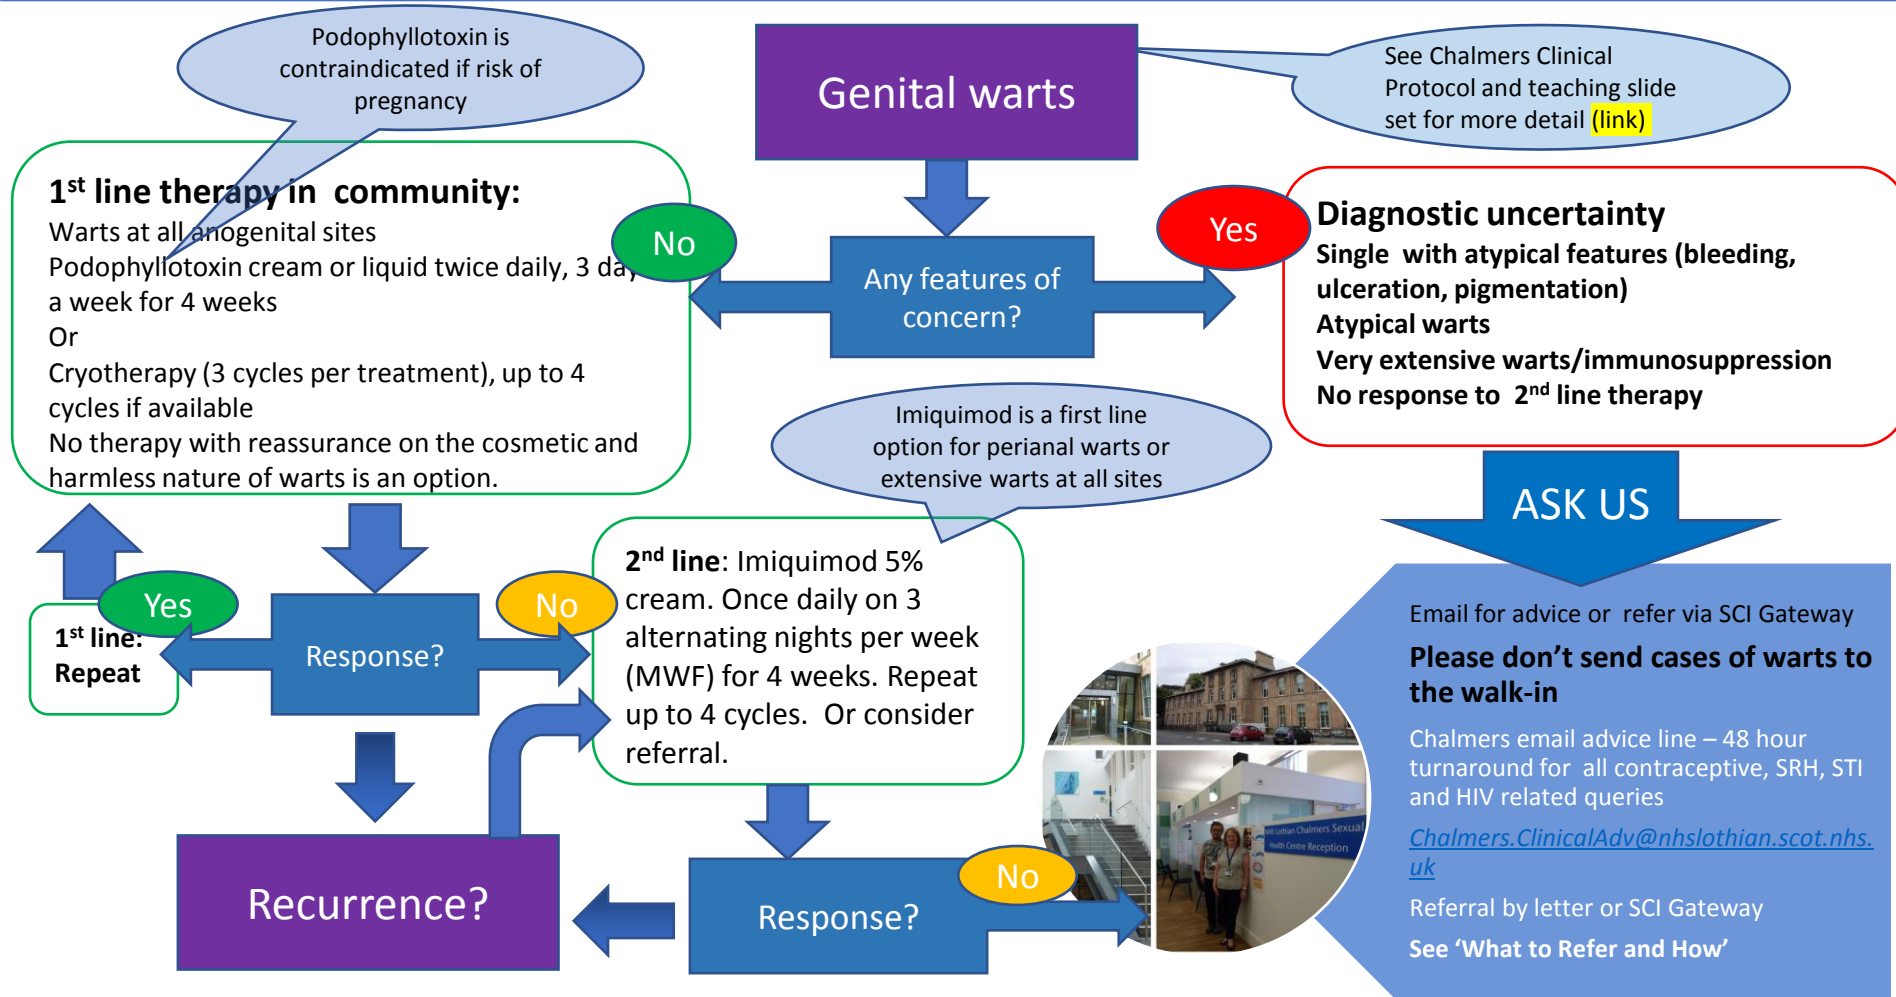 Podophyllotoxin is
contraindicated if risk of
pregnancy
Genital warts
See Chalmers Clinical
Protocol and teaching slide
set for more detail (link)
1st line therapy in community:
Warts at all anogenital sites
Podophyllotoxin cream or liquid twice daily, 3 day
a week for 4 weeks
Or
Cryotherapy (3 cycles per treatment), up to 4
cycles if available
No therapy with reassurance on the cosmetic and
harmless nature of warts is an option.
No
Any features of
concern?
Yes
Diagnostic uncertainty
Single with atypical features (bleeding,
ulceration, pigmentation)
Atypical warts
Very extensive warts/immunosuppression
No response to 2nd line therapy
Imiquimod is a first line
option for perianal warts or
extensive warts at all sites
ASK US
Yes
1st line:
Repeat
Response?
No
2nd line: Imiquimod 5%
cream. Once daily on 3
alternating nights per week
(MWF) for 4 weeks. Repeat
up to 4 cycles. Or consider
referral.
Email for advice or refer via SCI Gateway
Please don't send cases of warts to
the walk-in
Chalmers email advice line – 48 hour
turnaround for all contraceptive, SRH, STI
and HIV related queries
Chalmers.ClinicalAdv@nhslothian.scot.nhs.
uk
Referral by letter or SCI Gateway
See 'What to Refer and How'
Recurrence?
Response?
No
NHS Lothian Chalmers Sexual
Health Centre Reception